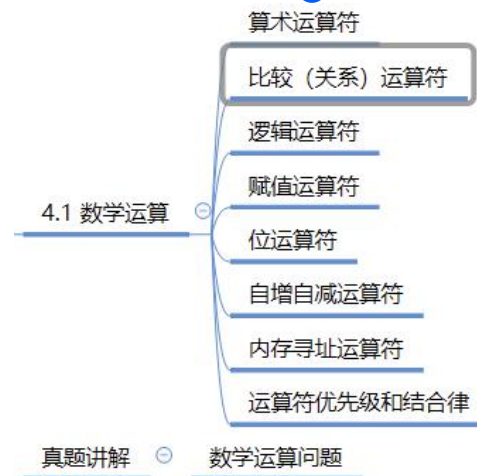 算术运算符
比较（关系）运算符
逻辑运算符
赋值运算符
4.1 数学运算
位运算符
自增自减运算符
内存寻址运算符
运算符优先级和结合律
真题讲解
数学运算问题